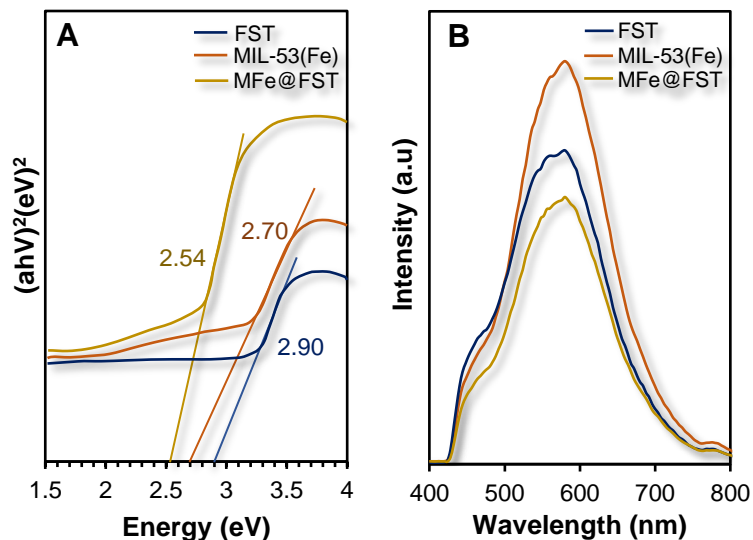 A
FST
MIL-53(Fe)
MFe@FST
2.54
2.70
2.90
(ahV)²(eV)²
1.5 2 2.5 3 3.5 4
Energy (eV)
B
FST
MIL-53(Fe)
MFe@FST
Intensity (a.u)
400 500 600 700 800
Wavelength (nm)